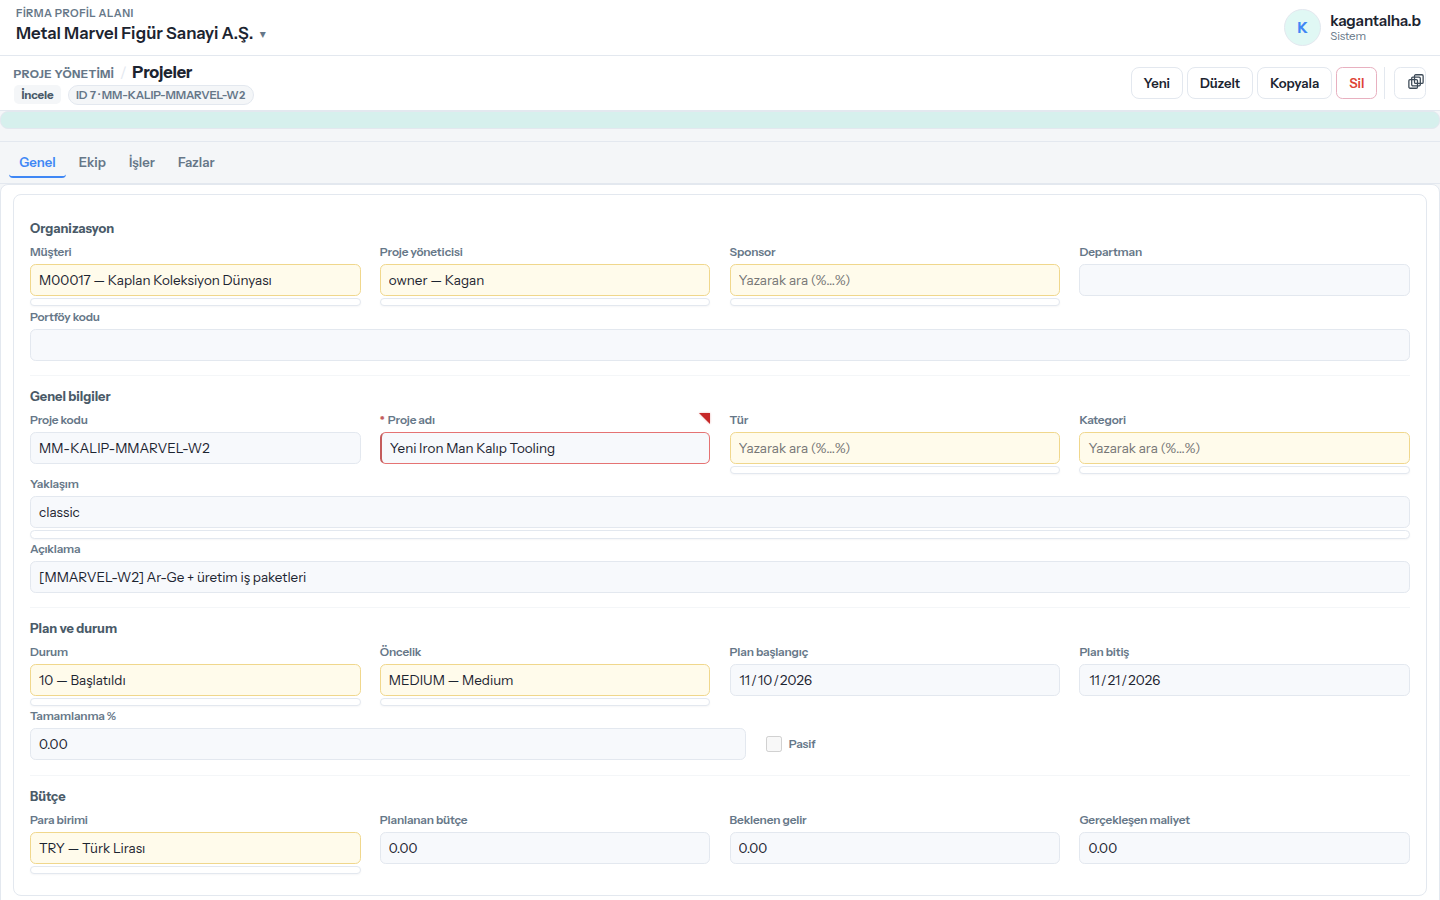 FİRMA PROFİL ALANI
Metal Marvel Figür Sanayi A.Ş. ▾
K
kagantalha.b
Sistem
PROJE YÖNETİMİ / Projeler
İncele
ID 7 · MM-KALIP-MMARVEL-W2
Yeni
Düzelt
Kopyala
Sil
Genel
Ekip
İşler
Fazlar
Organizasyon
Müşteri
Proje yöneticisi
Sponsor
Departman
M00017 — Kaplan Koleksiyon Dünyası
owner — Kagan
Yazarak ara (%...%)
Portföy kodu
Genel bilgiler
Proje kodu
* Proje adı
Tür
Kategori
MM-KALIP-MMARVEL-W2
Yeni Iron Man Kalıp Tooling
Yazarak ara (%...%)
Yazarak ara (%...%)
Yaklaşım
classic
Açıklama
[MMARVEL-W2] Ar-Ge + üretim iş paketleri
Plan ve durum
Durum
Öncelik
Plan başlangıç
Plan bitiş
10 — Başlatıldı
MEDIUM — Medium
11/10/2026
11/21/2026
Tamamlanma %
0.00
Pasif
Bütçe
Para birimi
Planlanan bütçe
Beklenen gelir
Gerçekleşen maliyet
TRY — Türk Lirası
0.00
0.00
0.00